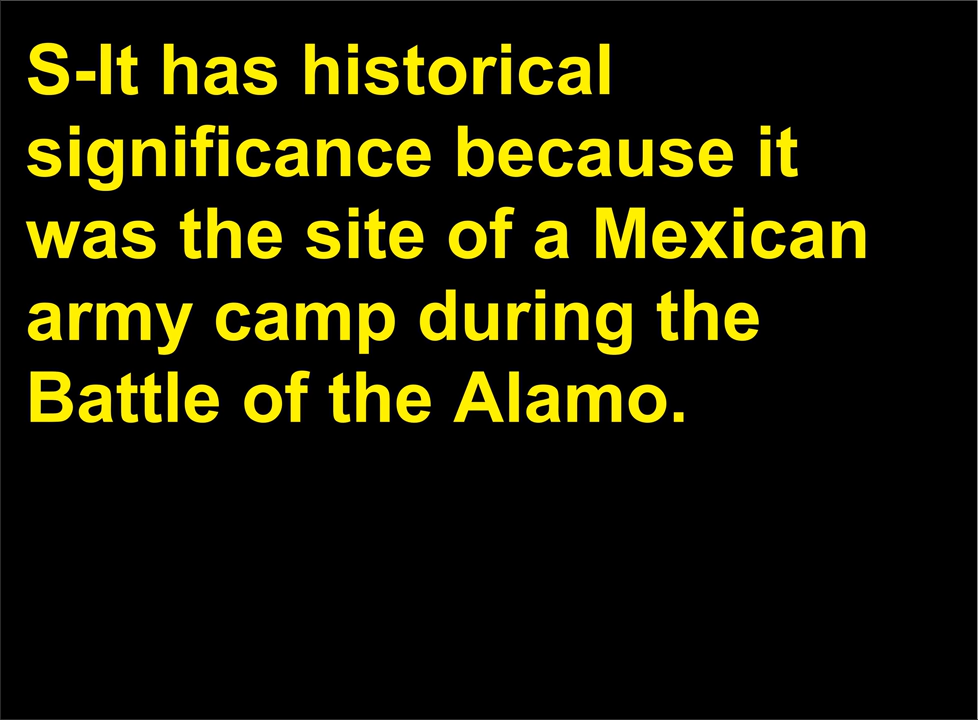 S-It has historical
significance because it
was the site of a Mexican
army camp during the
Battle of the Alamo.